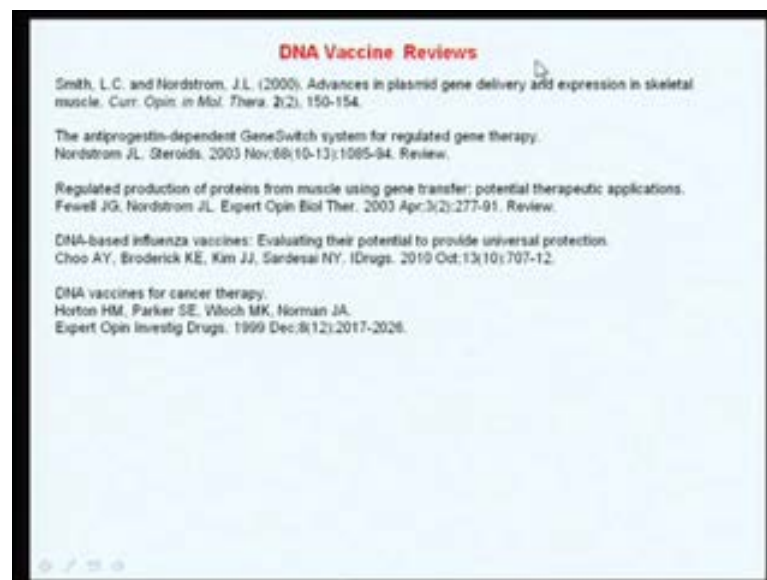 DNA Vaccine Reviews
Smith, L.C. and Nordstrom, J.L. (2000). Advances in plasmid gene delivery and expression in skeletal
muscle. Curr. Opin. in Mol. Thera. 2(2), 150-154.
The antiprogestin-dependent GeneSwitch system for regulated gene therapy.
Nordstrom JL. Steroids. 2003 Nov;68(10-13):1085-94. Review.
Regulated production of proteins from muscle using gene transfer: potential therapeutic applications.
Fewell JG, Nordstrom JL. Expert Opin Biol Ther. 2003 Apr;3(2):277-91. Review.
DNA-based influenza vaccines: Evaluating their potential to provide universal protection.
Choo AY, Broderick KE, Kim JJ, Sardesai NY. IDrugs. 2010 Oct;13(10):707-12.
DNA vaccines for cancer therapy.
Horton HM, Parker SE, Wloch MK, Norman JA.
Expert Opin Investig Drugs. 1999 Dec;8(12):2017-2026.